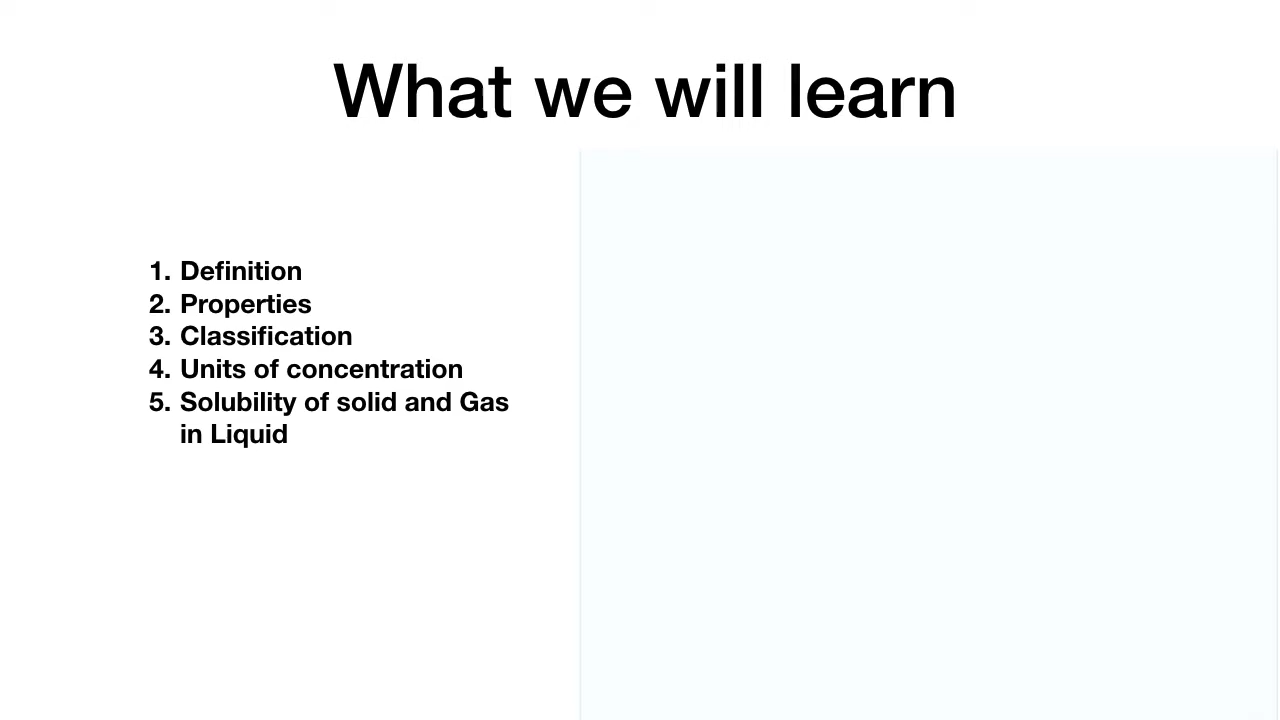 What we will learn
1. Definition
2. Properties
3. Classification
4. Units of concentration
5. Solubility of solid and Gas
in Liquid